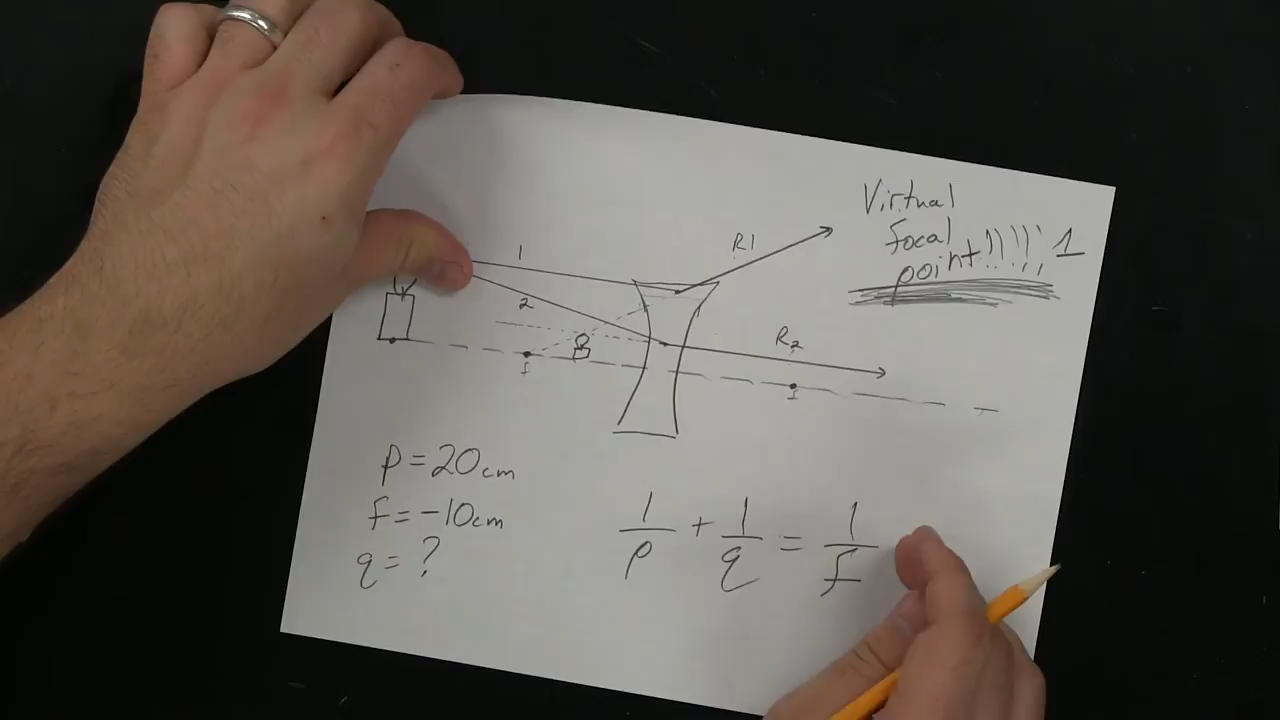 Virtual
focal
point!!!!!! 1
1
R1
2
R2
f
f
p = 20cm
f = -10cm
q = ?
1/p + 1/q = 1/f